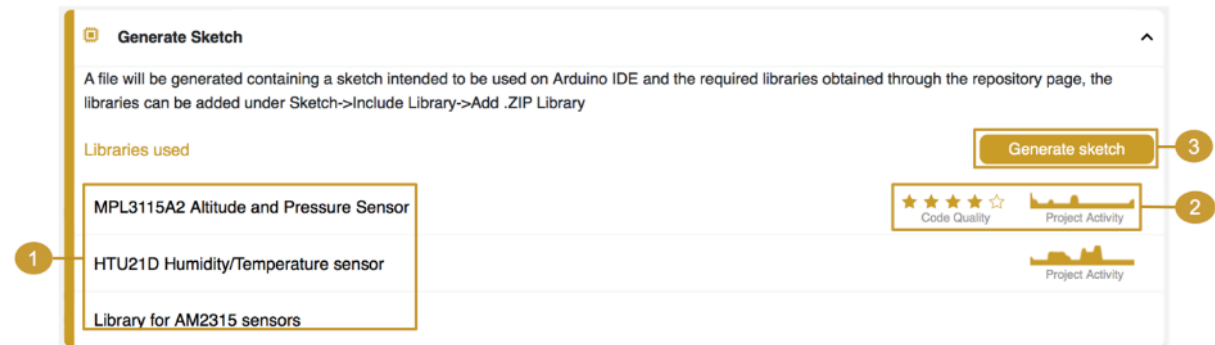 Generate Sketch
A file will be generated containing a sketch intended to be used on Arduino IDE and the required libraries obtained through the repository page, the
libraries can be added under Sketch->Include Library->Add .ZIP Library
Libraries used
Generate sketch
3
MPL3115A2 Altitude and Pressure Sensor
Code Quality
Project Activity
2
1
HTU21D Humidity/Temperature sensor
Project Activity
Library for AM2315 sensors